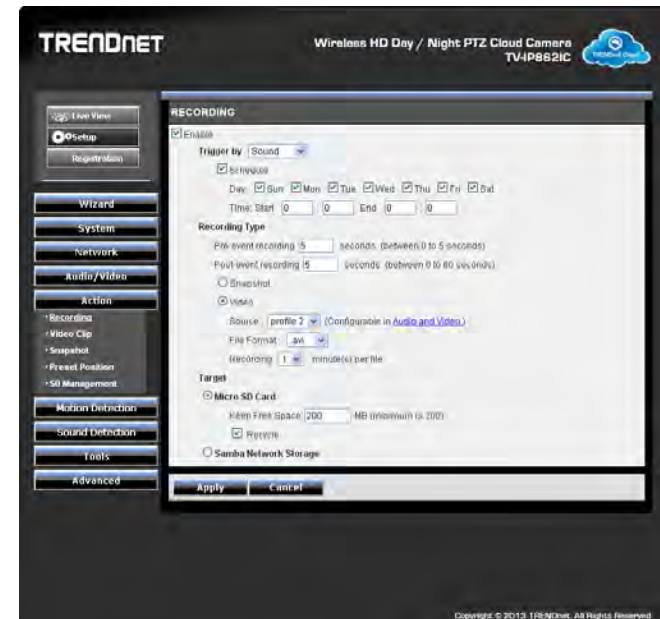 TRENDNET
Wireless HD Day / Night PTZ Cloud Camera
TV-IP862IC
Live View
Setup
Registration
Wizard
System
Network
Audio/Video
Action
Recording
Video Clip
Snapshot
Preset Position
SD Management
Motion Detection
Sound Detection
Tools
Advanced
RECORDING
Enable
Trigger by Sound
Schedule
Day: Sun Mon Tue Wed Thu Fri Sat
Time: Start 0 : 0 End 0 : 0
Recording Type
Pre-event recording 5 seconds (between 0 to 5 seconds)
Post-event recording 5 seconds (between 0 to 60 seconds)
Snapshot
Video
Source: profile 2 (Configurable in Audio and Video.)
File Format: .avi
Recording 1 minute(s) per file
Target
Micro SD Card
Keep Free Space 200 MB (minimum is 200)
Recycle
Samba Network Storage
Apply Cancel
Copyright © 2013 TRENDnet. All Rights Reserved.